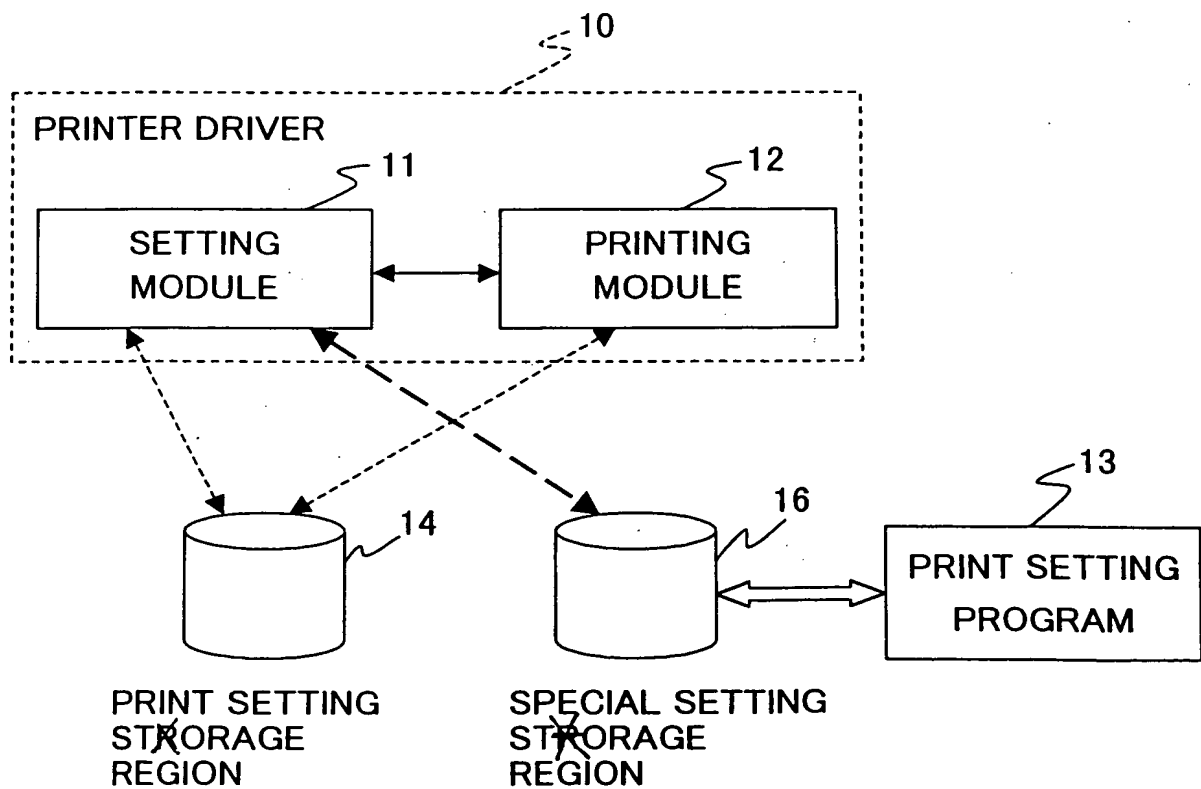 10
PRINTER DRIVER
11
12
SETTING
MODULE
PRINTING
MODULE
13
14
16
PRINT SETTING
PROGRAM
PRINT SETTING
STRORAGE
REGION
SPECIAL SETTING
STRORAGE
REGION